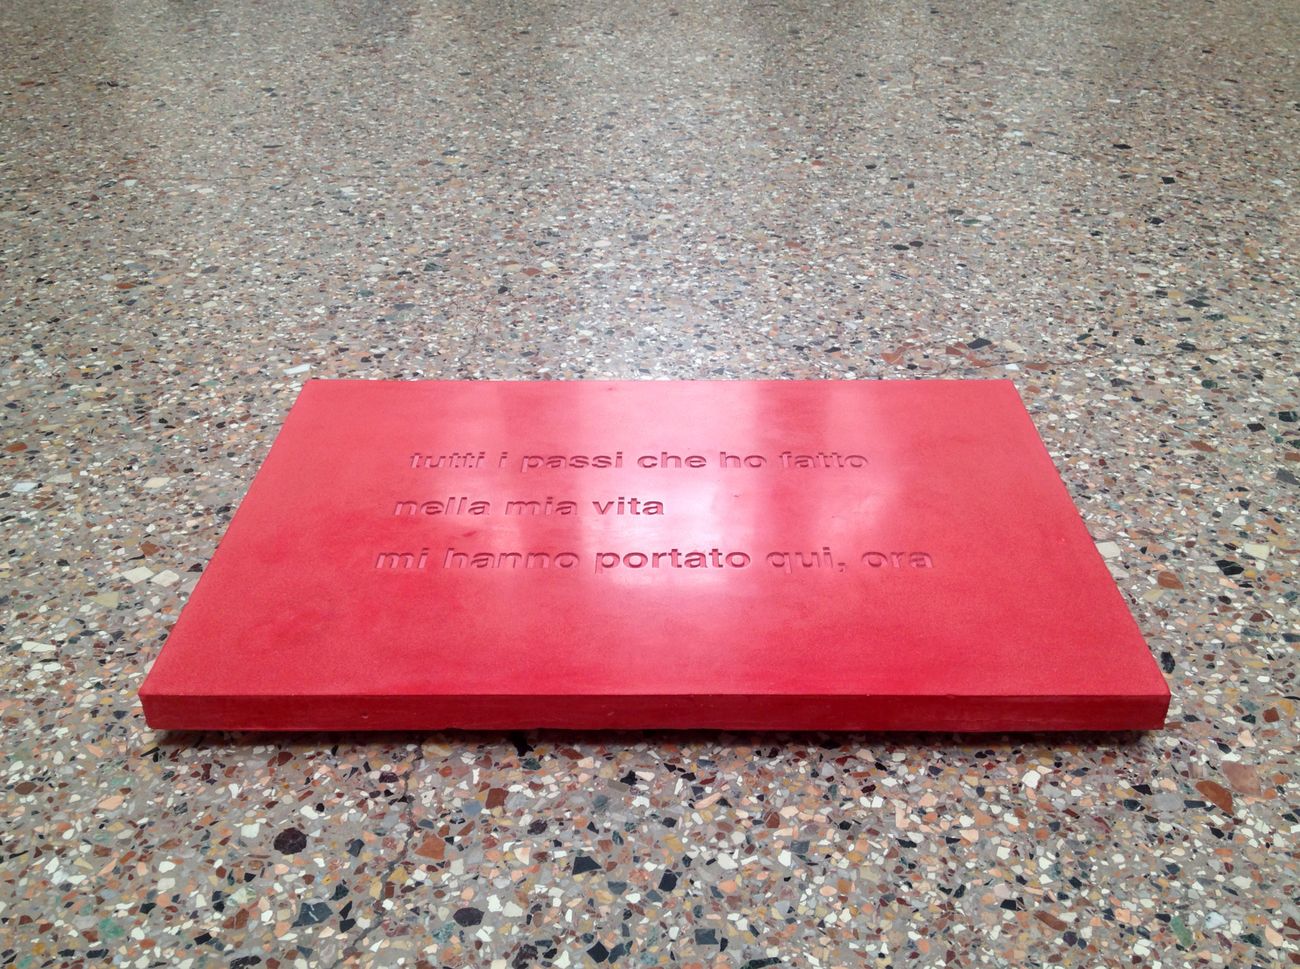 tutti i passi che ho fatto
nella mia vita
mi hanno portato qui, ora